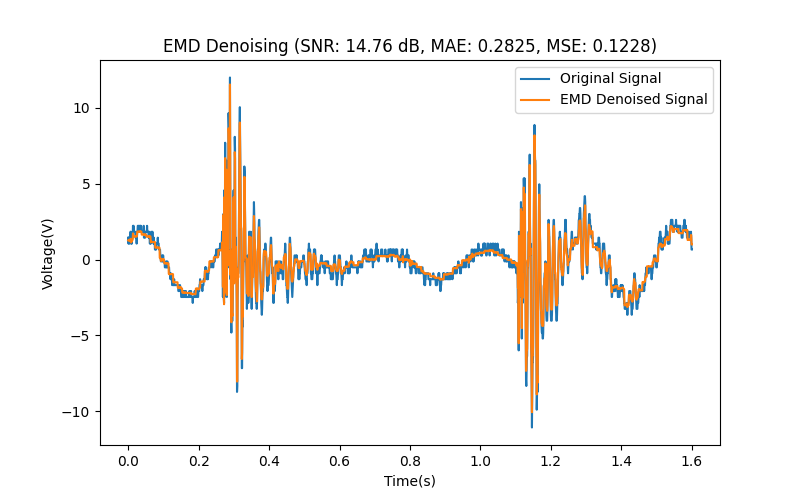 EMD Denoising (SNR: 14.76 dB, MAE: 0.2825, MSE: 0.1228)
Original Signal
EMD Denoised Signal
10
5
0
−5
−10
Voltage(V)
0.0 0.2 0.4 0.6 0.8 1.0 1.2 1.4 1.6
Time(s)